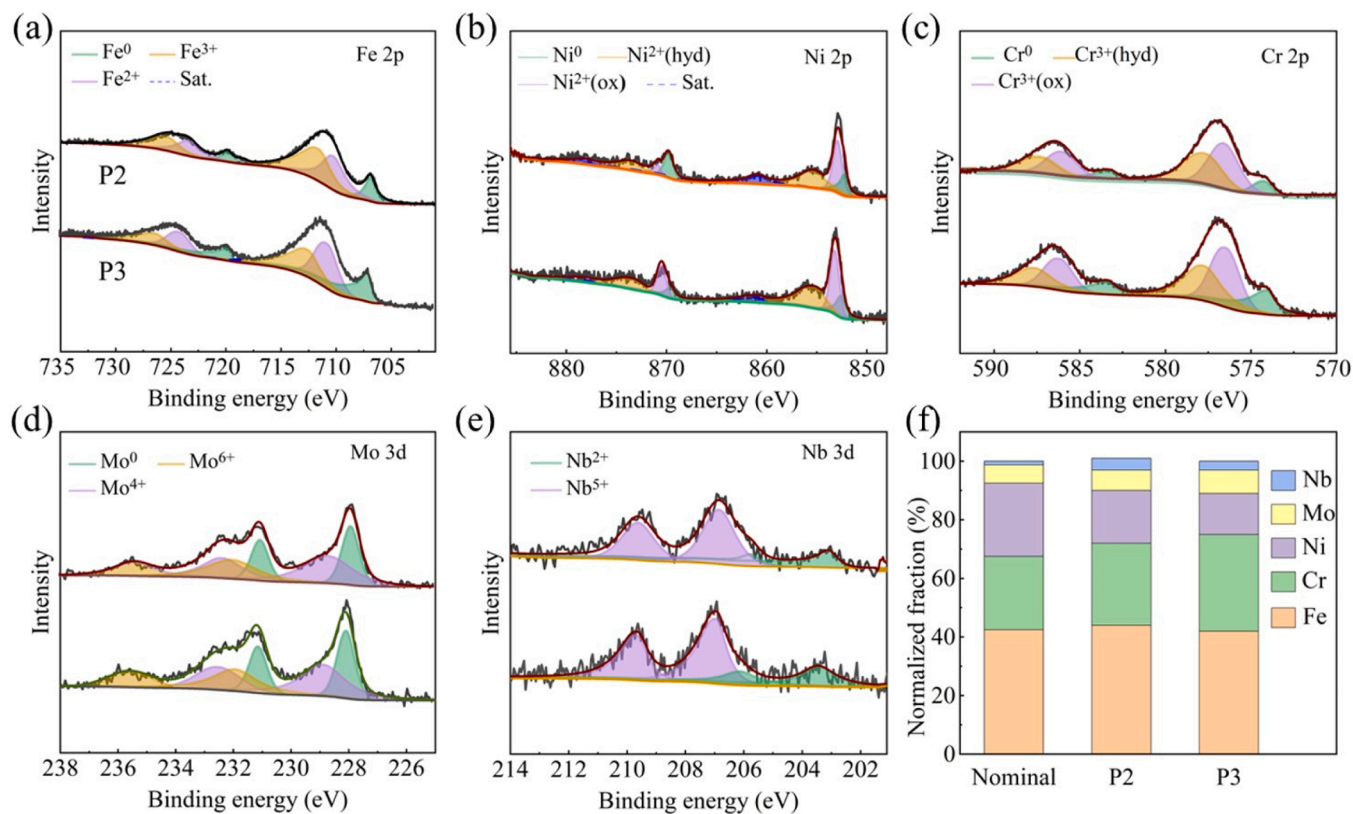 (a)
Fe⁰
Fe³⁺
Fe 2p
Fe²⁺
Sat.
P2
P3
Intensity
735 730 725 720 715 710 705
Binding energy (eV)
(b)
Ni⁰
Ni²⁺(hyd)
Ni 2p
Ni²⁺(ox)
Sat.
Intensity
880 870 860 850
Binding energy (eV)
(c)
Cr⁰
Cr³⁺(hyd)
Cr 2p
Cr³⁺(ox)
Intensity
590 585 580 575 570
Binding energy (eV)
(d)
Mo 3d
Mo⁰
Mo⁶⁺
Mo⁴⁺
Intensity
238 236 234 232 230 228 226
Binding energy (eV)
(e)
Nb 3d
Nb²⁺
Nb⁵⁺
Intensity
214 212 210 208 206 204 202
Binding energy (eV)
(f)
Normalized fraction (%)
100
80
60
40
20
0
Nb
Mo
Ni
Cr
Fe
Nominal P2 P3